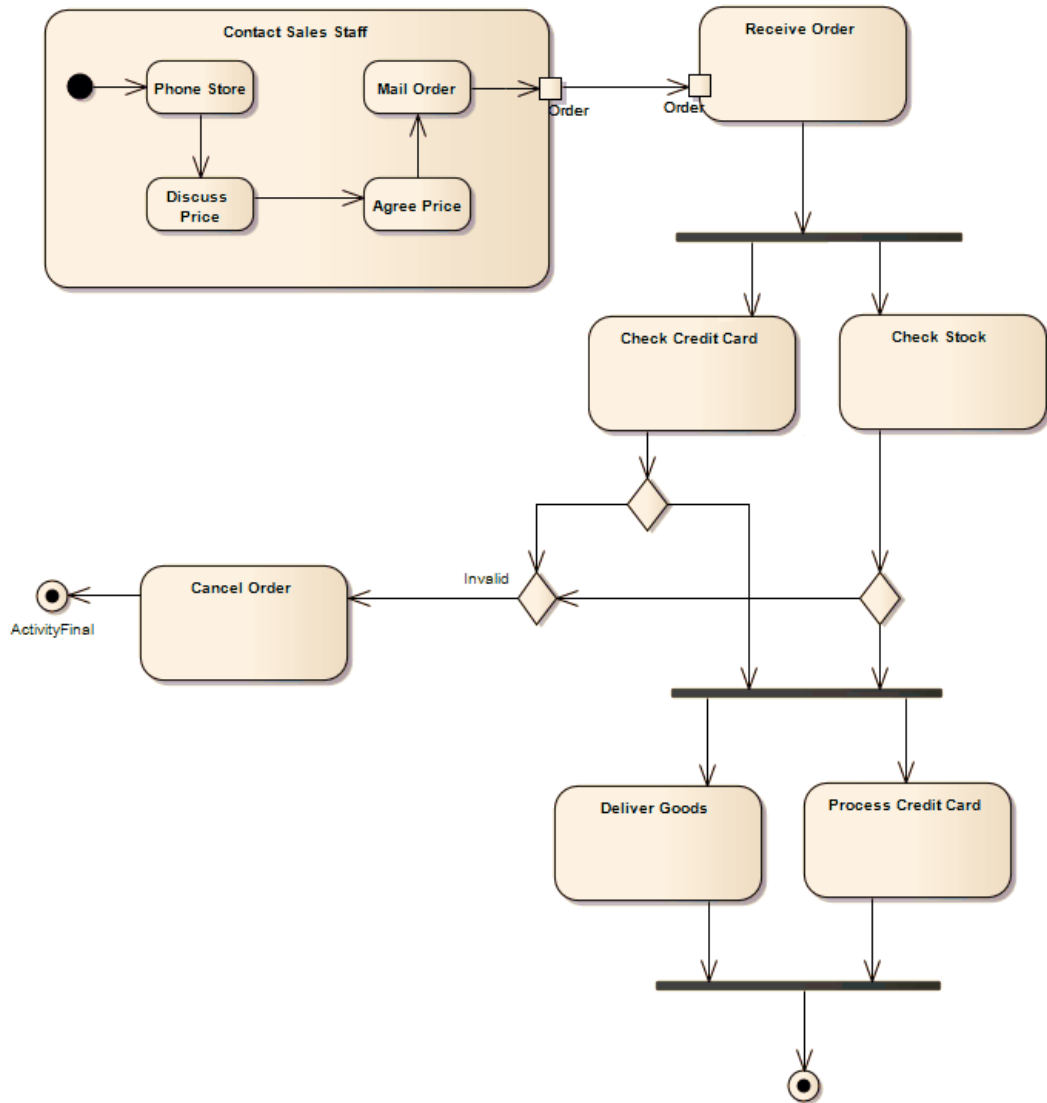 Contact Sales Staff
Receive Order
Phone Store
Mail Order
Order
Order
Discuss
Price
Agree Price
Check Credit Card
Check Stock
Invalid
Cancel Order
ActivityFinal
Deliver Goods
Process Credit Card